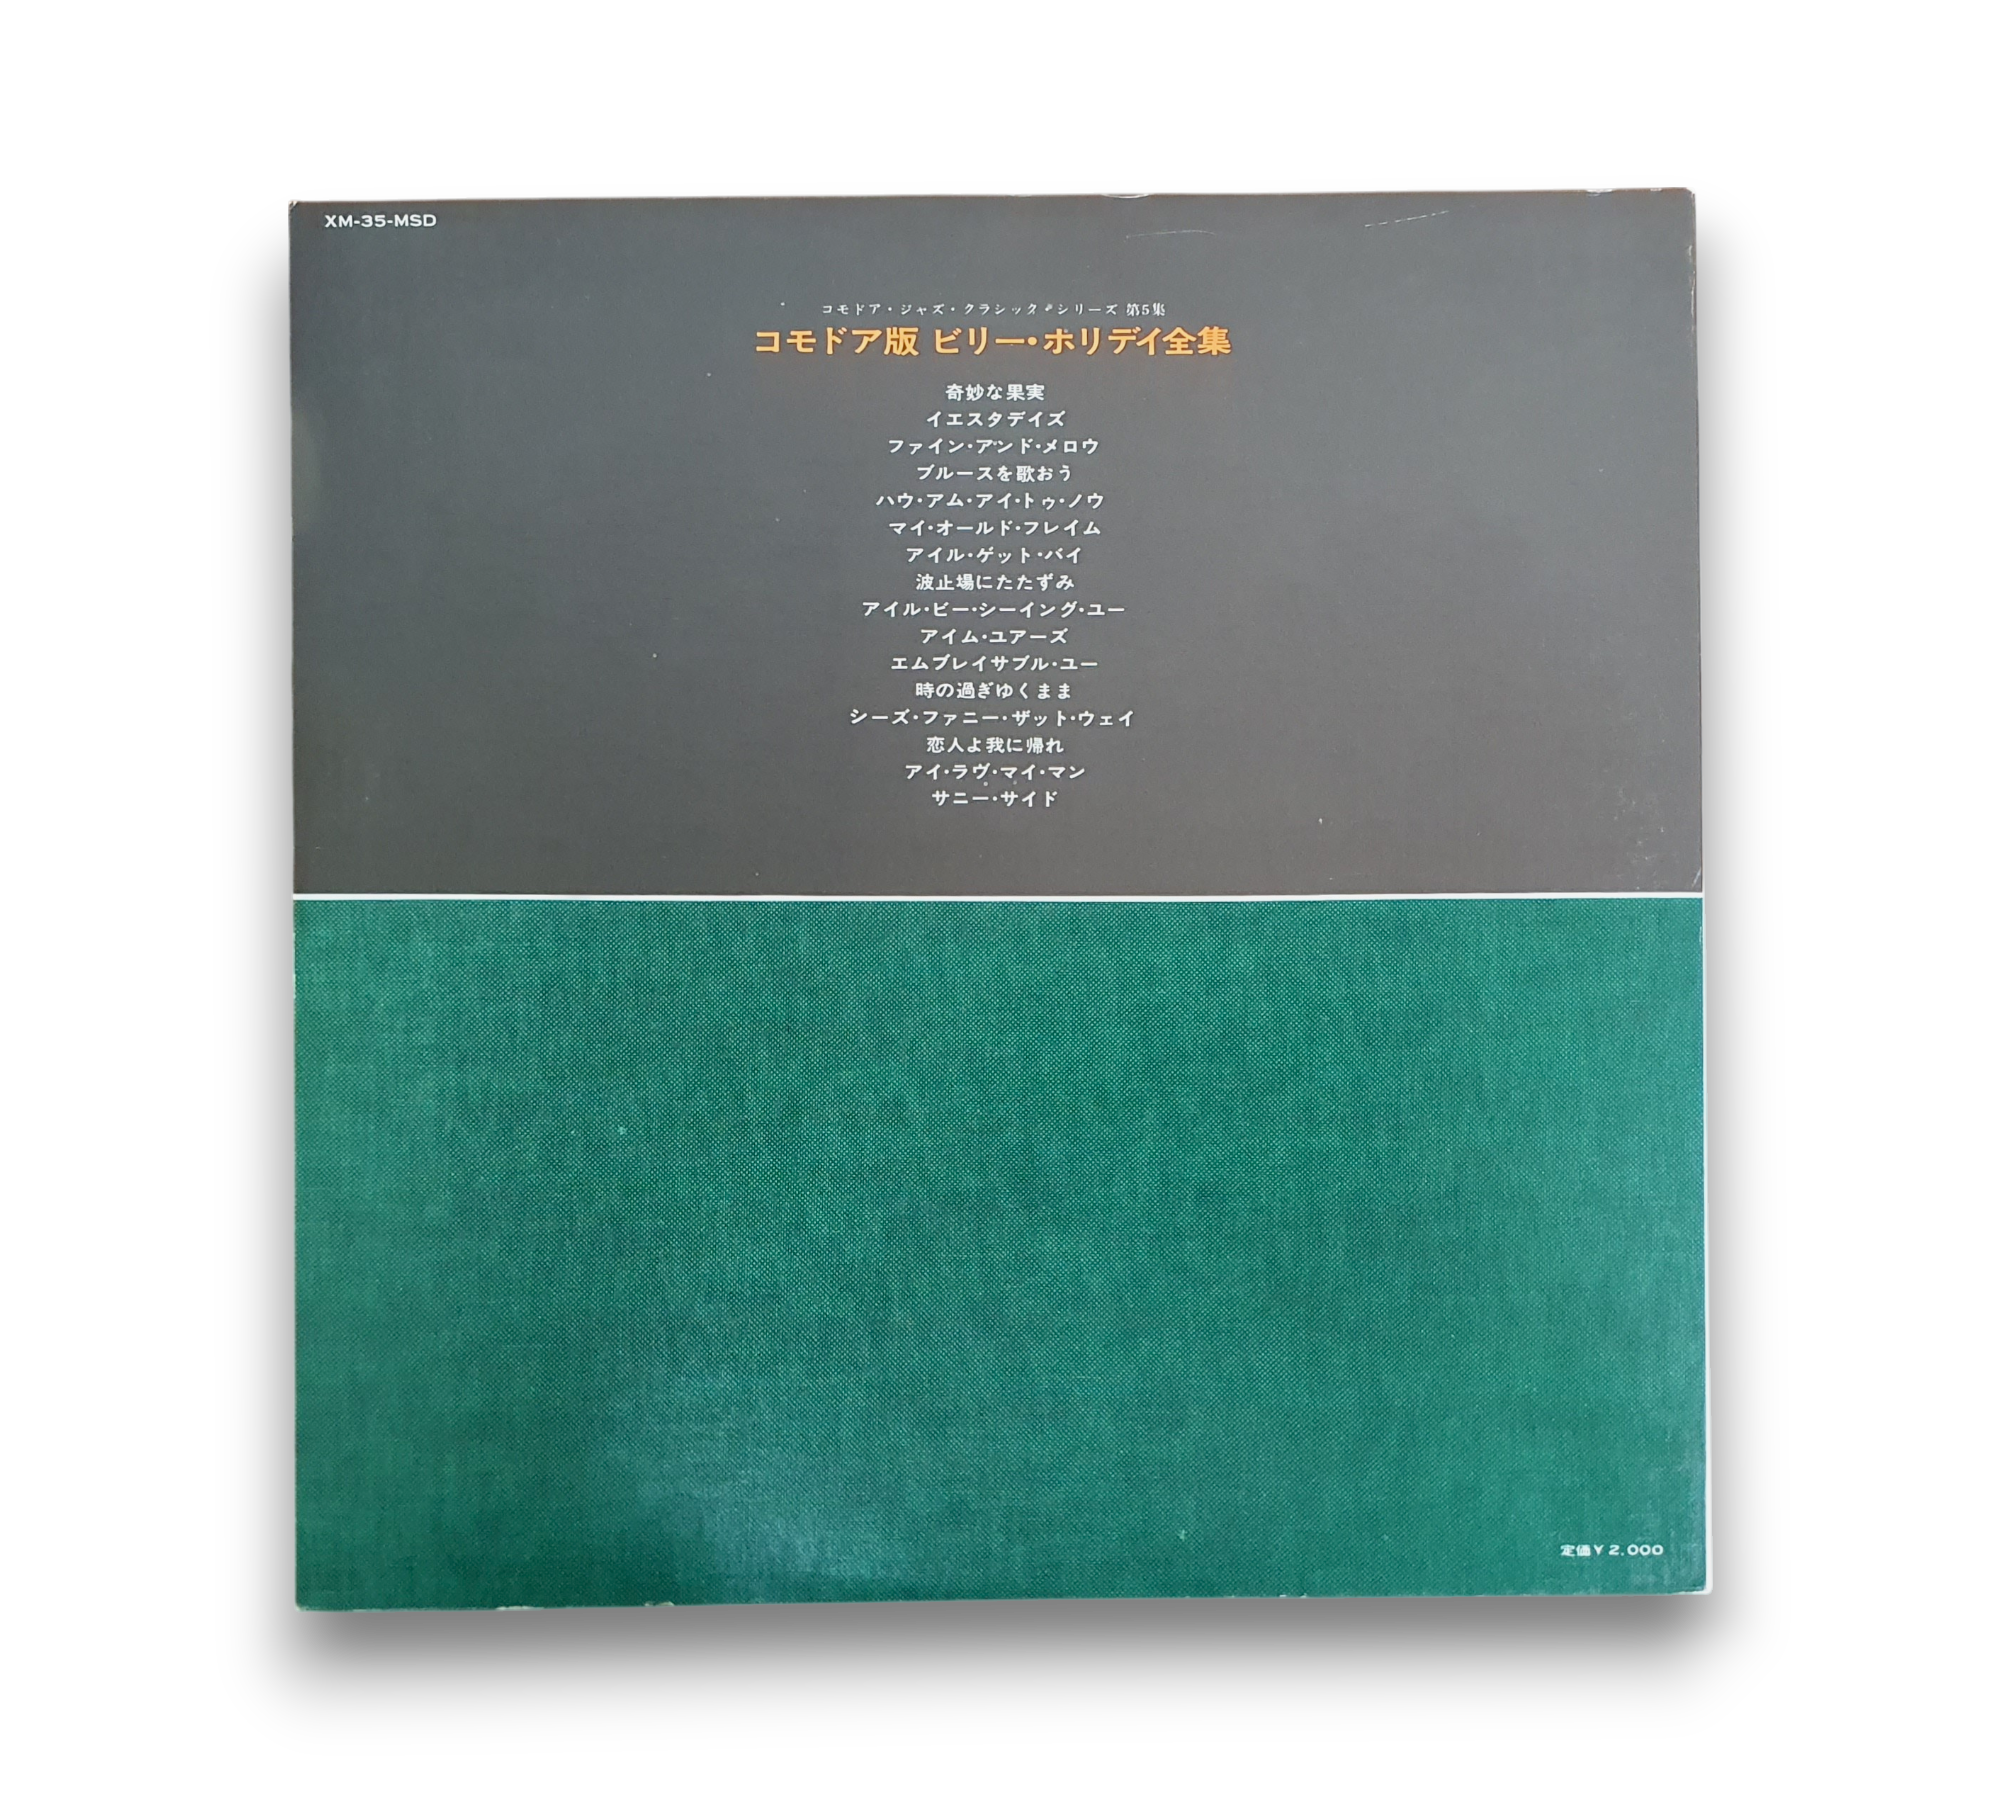 XM-35-MSD
コモドア・ジャズ・クラシック・シリーズ 第5集
コモドア版 ビリー・ホリデイ全集
奇妙な果実
イエスタデイズ
ファイン・アンド・メロウ
ブルースを歌おう
ハウ・アム・アイ・トゥ・ノウ
マイ・オールド・フレイム
アイル・ゲット・バイ
波止場にたたずみ
アイル・ビー・シーイング・ユー
アイム・ユアーズ
エムブレイサブル・ユー
時の過ぎゆくまま
シーズ・ファニー・ザット・ウェイ
恋人よ我に帰れ
アイ・ラヴ・マイ・マン
サニー・サイド
定価¥2,000